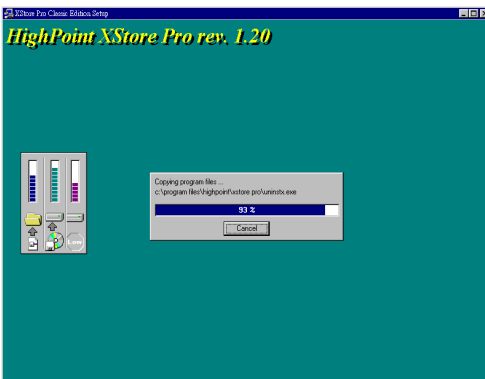 XStore Pro Classic Edition Setup
HighPoint XStore Pro rev. 1.20
Copying program files ...
c:\program files\highpoint\xstore pro\uninstx.exe
93 %
Cancel
Low